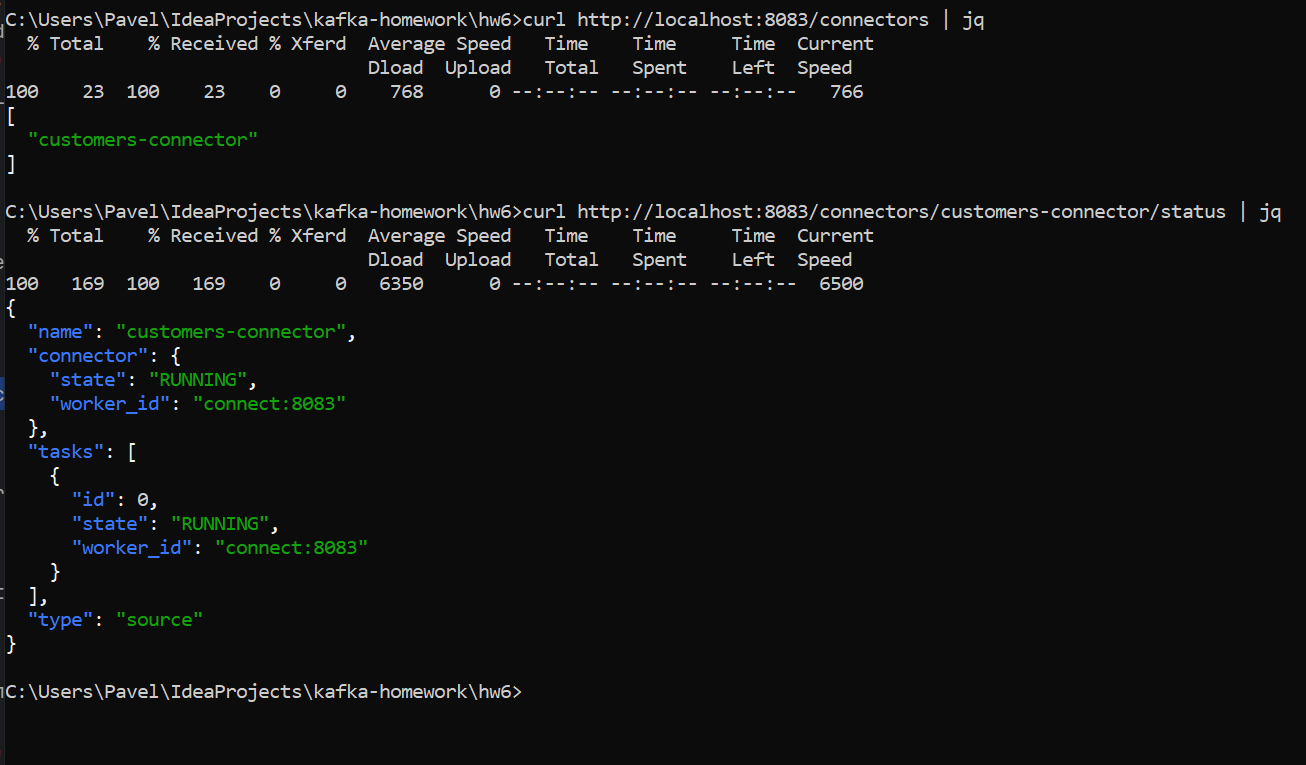 C:\Users\Pavel\IdeaProjects\kafka-homework\hw6>curl http://localhost:8083/connectors | jq
  % Total    % Received % Xferd  Average Speed   Time    Time     Time  Current
                                 Dload  Upload   Total   Spent    Left  Speed
100    23  100    23    0     0    768      0 --:--:-- --:--:-- --:--:--   766
[
  "customers-connector"
]
C:\Users\Pavel\IdeaProjects\kafka-homework\hw6>curl http://localhost:8083/connectors/customers-connector/status | jq
  % Total    % Received % Xferd  Average Speed   Time    Time     Time  Current
                                 Dload  Upload   Total   Spent    Left  Speed
100   169  100   169    0     0   6350      0 --:--:-- --:--:-- --:--:--  6500
{
  "name": "customers-connector",
  "connector": {
    "state": "RUNNING",
    "worker_id": "connect:8083"
  },
  "tasks": [
    {
      "id": 0,
      "state": "RUNNING",
      "worker_id": "connect:8083"
    }
  ],
  "type": "source"
}
C:\Users\Pavel\IdeaProjects\kafka-homework\hw6>